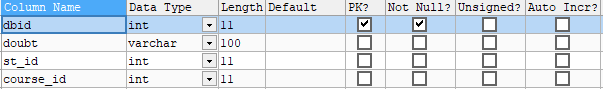 Column Name Data Type Length Default PK? Not Null? Unsigned? Auto Incr?
dbid int 11
doubt varchar 100
st_id int 11
course_id int 11